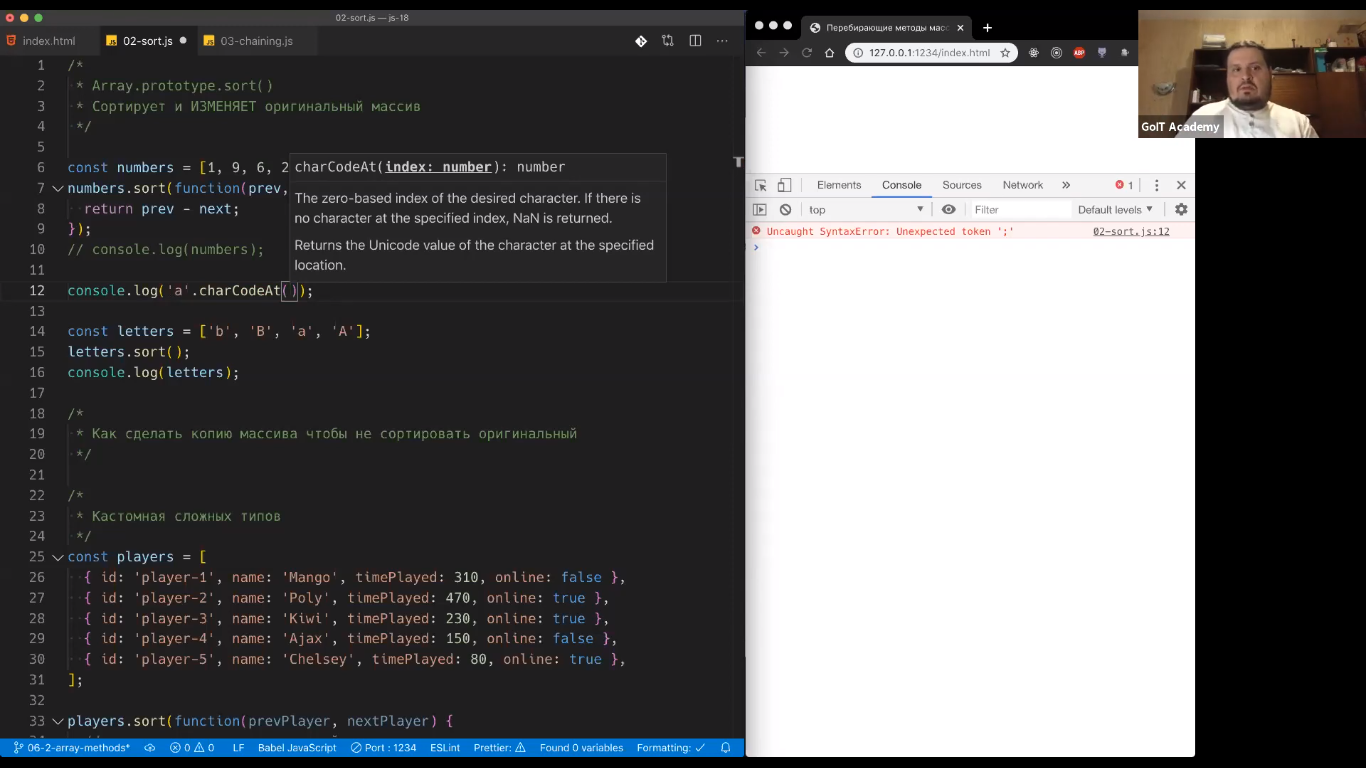 02-sort.js — js-18
index.html
02-sort.js
03-chaining.js
1 /*
2 * Array.prototype.sort()
3 * Сортирует и ИЗМЕНЯЕТ оригинальный массив
4 */
5
6 const numbers = [1, 9, 6, 2
7 numbers.sort(function(prev,
8 return prev - next;
9 });
10 // console.log(numbers);
11
charCodeAt(index: number): number
The zero-based index of the desired character. If there is
no character at the specified index, NaN is returned.
Returns the Unicode value of the character at the specified
location.
12 console.log('a'.charCodeAt());
13
14 const letters = ['b', 'B', 'a', 'A'];
15 letters.sort();
16 console.log(letters);
17
18 /*
19 * Как сделать копию массива чтобы не сортировать оригинальный
20 */
21
22 /*
23 * Кастомная сложных типов
24 */
25 const players = [
26 { id: 'player-1', name: 'Mango', timePlayed: 310, online: false },
27 { id: 'player-2', name: 'Poly', timePlayed: 470, online: true },
28 { id: 'player-3', name: 'Kiwi', timePlayed: 230, online: true },
29 { id: 'player-4', name: 'Ajax', timePlayed: 150, online: false },
30 { id: 'player-5', name: 'Chelsey', timePlayed: 80, online: true },
31 ];
32
33 players.sort(function(prevPlayer, nextPlayer) {
06-2-array-methods* 0 0 LF Babel JavaScript Port : 1234 ESLint Prettier: Found 0 variables Formatting: ✓
Перебирающие методы масс
127.0.0.1:1234/index.html
ABP
GoIT Academy
Elements Console Sources Network » 1
top Filter Default levels
Uncaught SyntaxError: Unexpected token ';' 02-sort.js:12